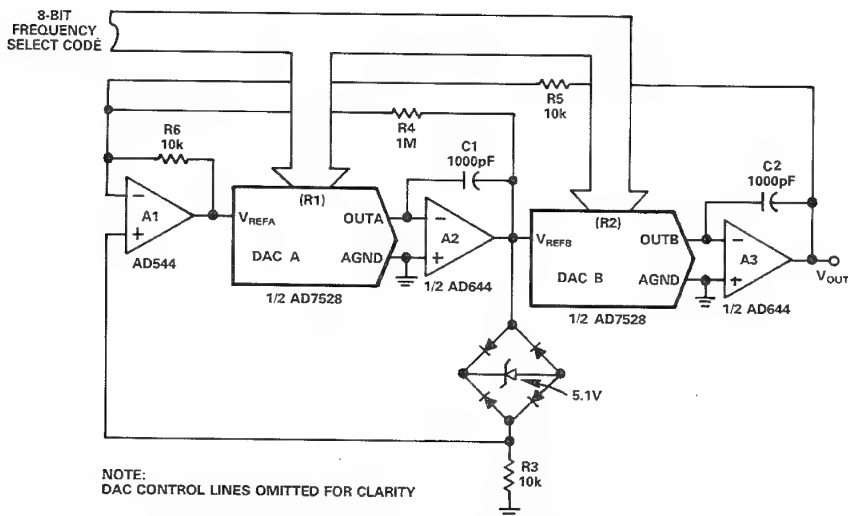 8-BIT
FREQUENCY
SELECT CODE
R5
10k
R4
1M
R6
10k
C1
1000pF
C2
1000pF
(R1)
(R2)
−
A1
+
VREFA
OUTA
−
A2
+
VREFB
OUTB
−
A3
+
VOUT
DAC A
AGND
DAC B
AGND
AD544
1/2 AD7528
1/2 AD644
1/2 AD7528
1/2 AD644
5.1V
R3
10k
NOTE:
DAC CONTROL LINES OMITTED FOR CLARITY